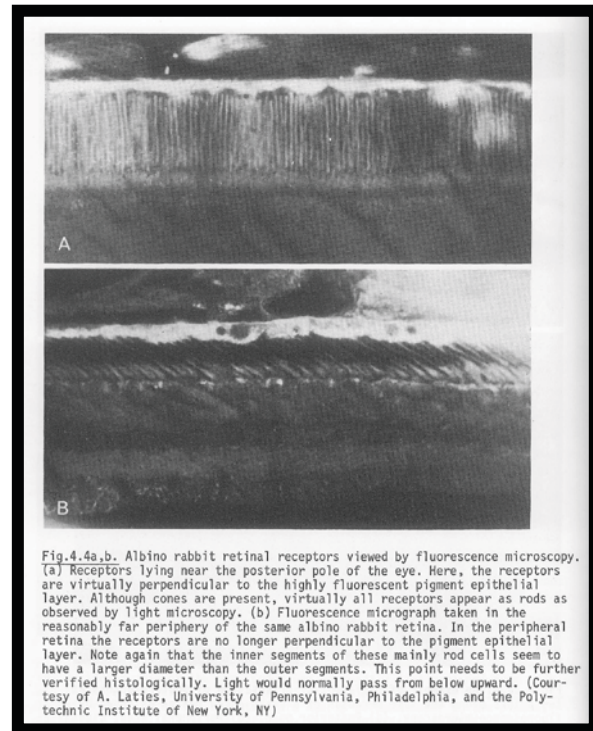 A
B
Fig.4.4a,b. Albino rabbit retinal receptors viewed by fluorescence microscopy.
(a) Receptors lying near the posterior pole of the eye. Here, the receptors
are virtually perpendicular to the highly fluorescent pigment epithelial
layer. Although cones are present, virtually all receptors appear as rods as
observed by light microscopy. (b) Fluorescence micrograph taken in the
reasonably far periphery of the same albino rabbit retina. In the peripheral
retina the receptors are no longer perpendicular to the pigment epithelial
layer. Note again that the inner segments of these mainly rod cells seem to
have a larger diameter than the outer segments. This point needs to be further
verified histologically. Light would normally pass from below upward. (Cour-
tesy of A. Laties, University of Pennsylvania, Philadelphia, and the Poly-
technic Institute of New York, NY)